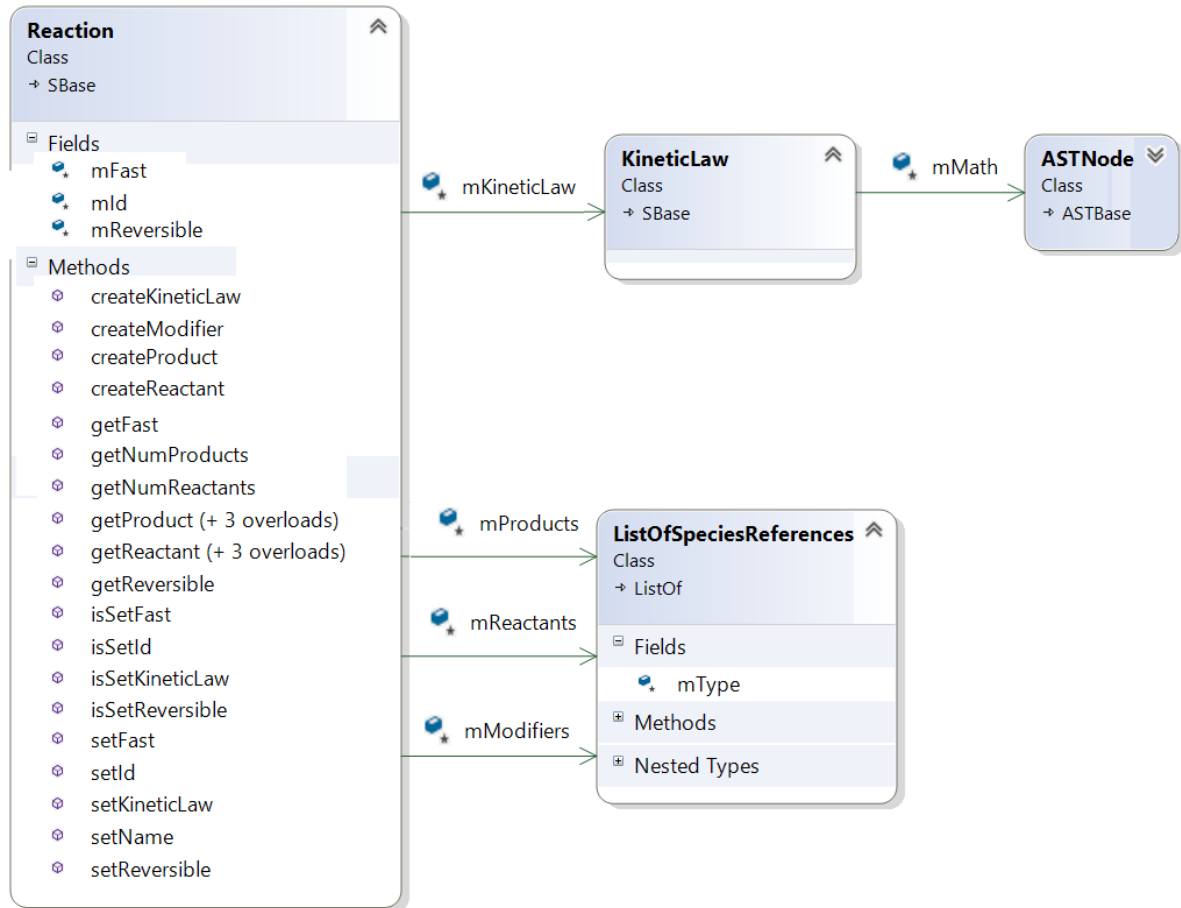 Reaction
Class
SBase
Fields
mFast
mId
mReversible
Methods
createKineticLaw
createModifier
createProduct
createReactant
getFast
getNumProducts
getNumReactants
getProduct (+ 3 overloads)
getReactant (+ 3 overloads)
getReversible
isSetFast
isSetId
isSetKineticLaw
isSetReversible
setFast
setId
setKineticLaw
setName
setReversible
mKineticLaw
KineticLaw
Class
SBase
mMath
ASTNode
Class
ASTBase
mProducts
mReactants
mModifiers
ListOfSpeciesReferences
Class
ListOf
Fields
mType
Methods
Nested Types